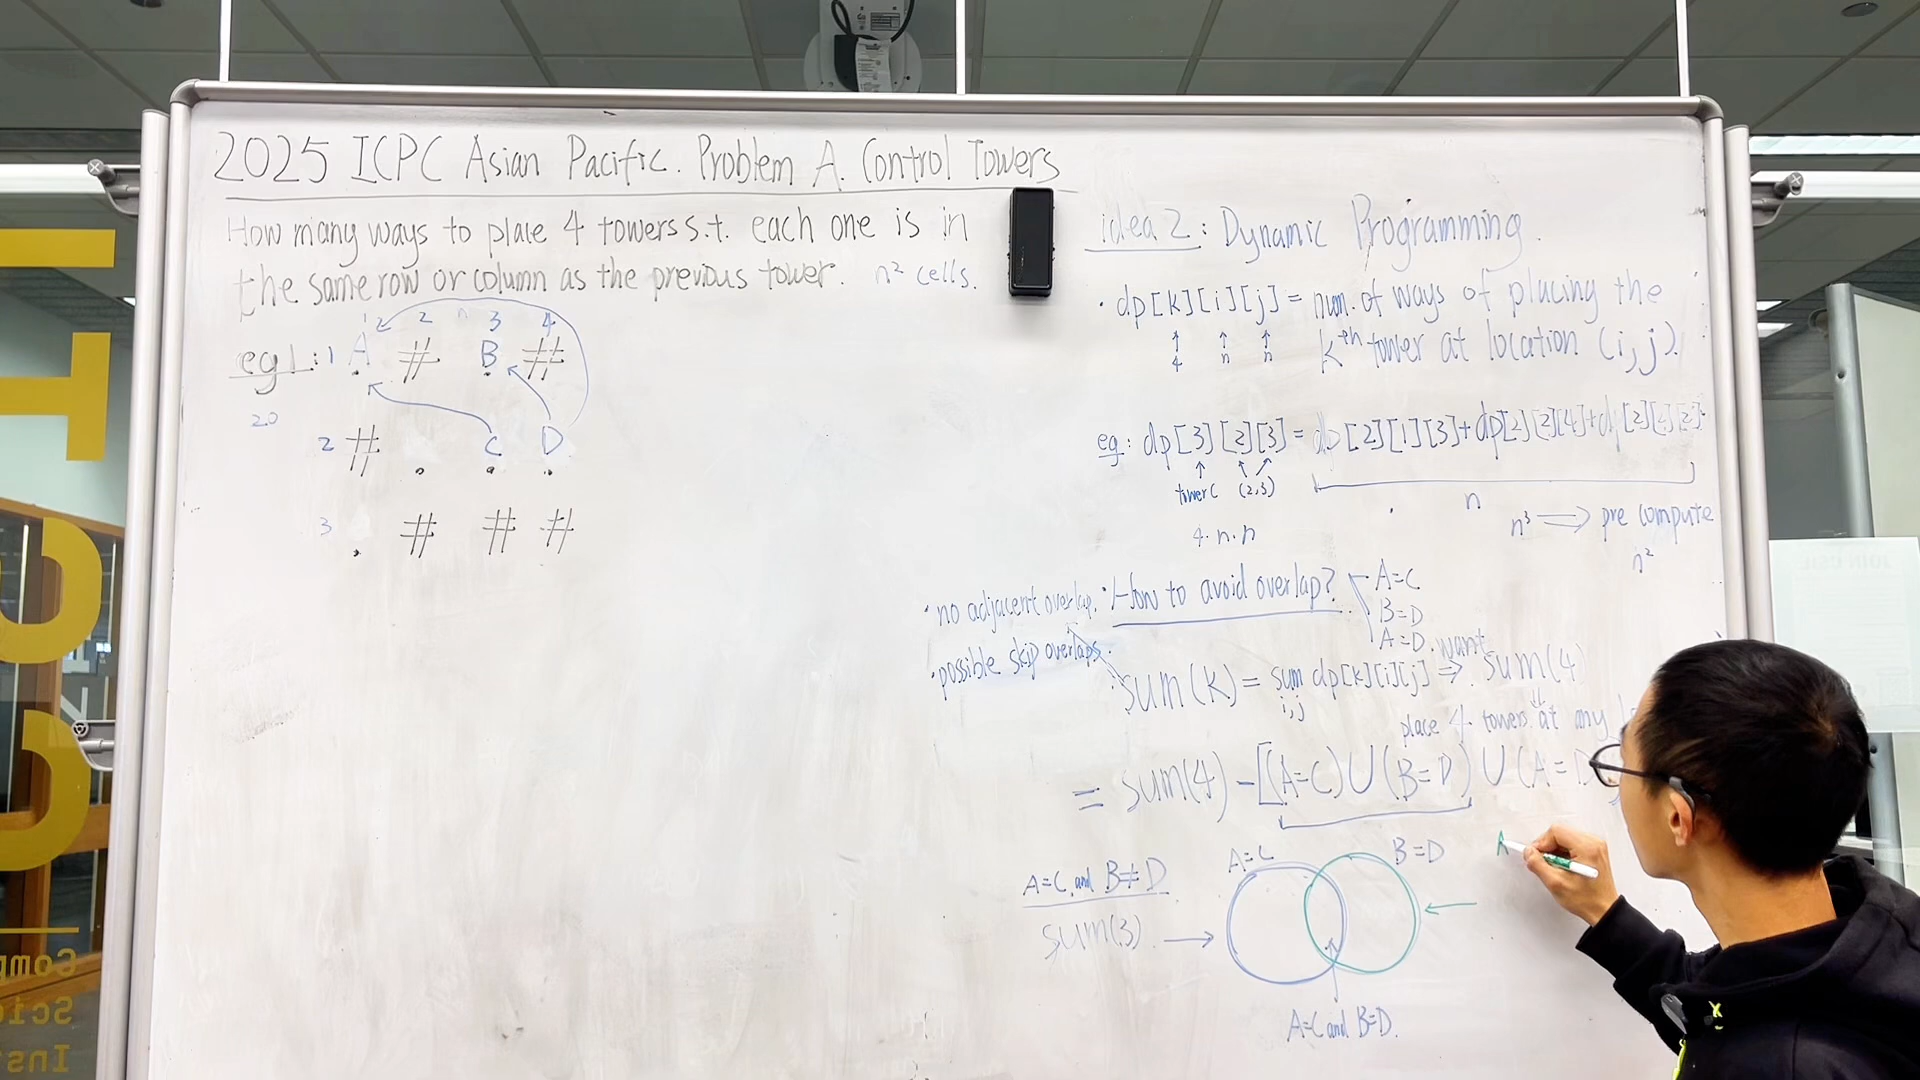 2025 ICPC Asian Pacific. Problem A. Control Towers
How many ways to place 4 towers s.t. each one is in
the same row or column as the previous tower. n² cells.
1 2 3 4
eg1: 1 A # B #
20
2 # . C D
3 . # # #
idea 2: Dynamic Programming.
· dp[k][i][j] = num. of ways of placing the
kth tower at location (i,j).
4 n n
eg: dp[3][2][3] = dp[2][1][3]+dp[2][2][4]+dp[2][2][2]
tower C (2,3)
n
n³ ⟹ pre compute
4·n·n
n²
· no adjacent overlap. · How to avoid overlap?
A=C
B=D
A=D
· possible skip overlaps.
sum(k) = sum dp[k][i][j] ⇒ sum(4)
i,j
want
place 4 towers at any
= sum(4) - [(A=C) U (B=D) U (A=D
A=C and B≠D
sum(3) →
A=C
B=D
←
A=C and B=D.